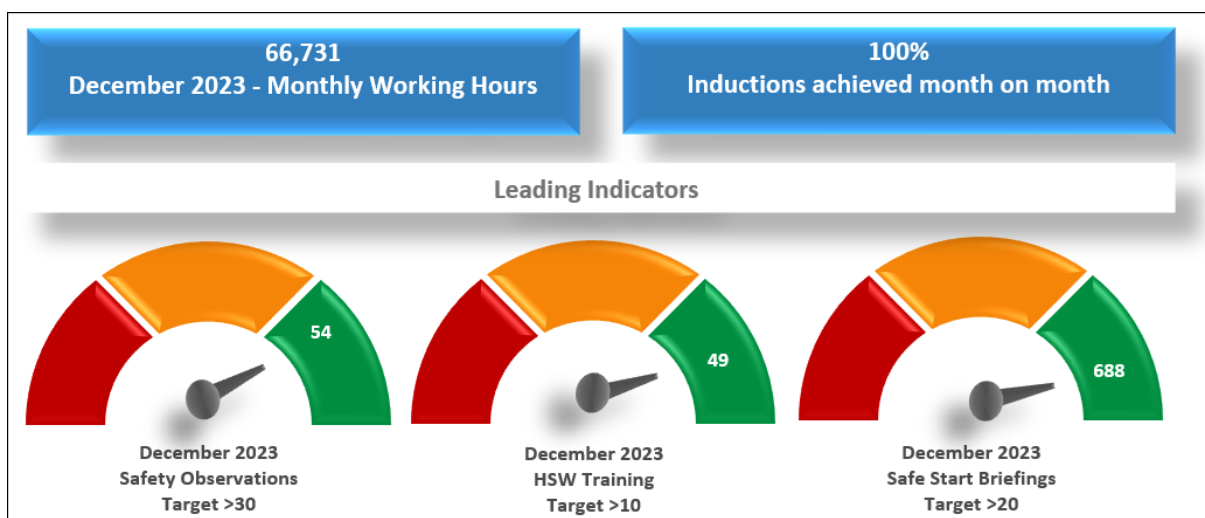 66,731
December 2023 - Monthly Working Hours
100%
Inductions achieved month on month
Leading Indicators
54
December 2023
Safety Observations
Target >30
49
December 2023
HSW Training
Target >10
688
December 2023
Safe Start Briefings
Target >20